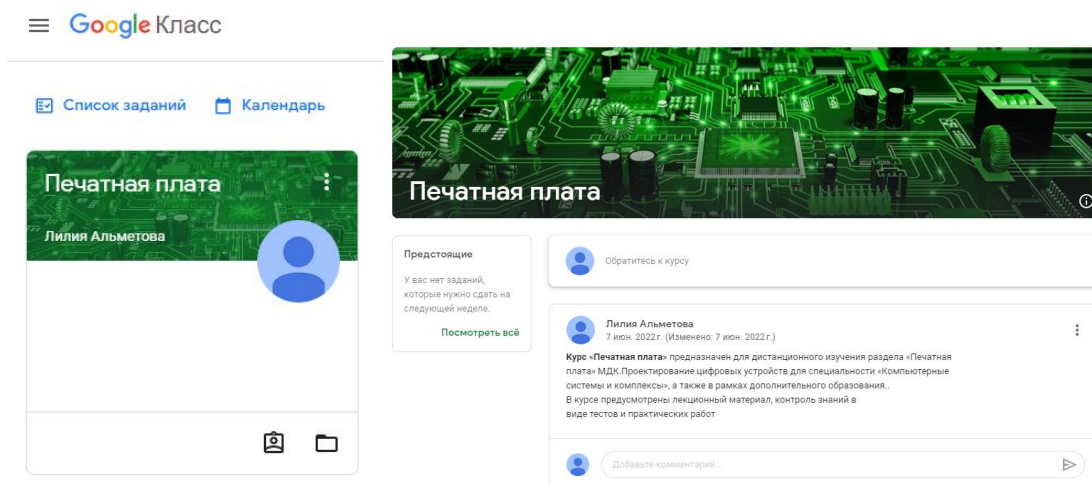 Google Класс
Список заданий Календарь
Печатная плата
Лилия Альметова
Печатная плата
Предстоящие
У вас нет заданий,
которые нужно сдать на
следующей неделе.
Посмотреть всё
Обратитесь к курсу
Лилия Альметова
7 июн. 2022 г. (Изменено: 7 июн. 2022 г.)
Курс «Печатная плата» предназначен для дистанционного изучения раздела «Печатная
плата» МДК.Проектирование цифровых устройств для специальности «Компьютерные
системы и комплексы», а также в рамках дополнительного образования..
В курсе предусмотрены лекционный материал, контроль знаний в
виде тестов и практических работ
Добавьте комментарий...